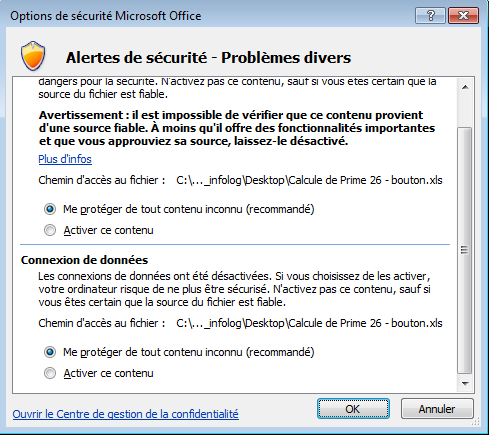 Options de sécurité Microsoft Office
Alertes de sécurité - Problèmes divers
dangers pour la sécurité. N'activez pas ce contenu, sauf si vous êtes certain que la
source du fichier est fiable.
Avertissement : il est impossible de vérifier que ce contenu provient
d'une source fiable. À moins qu'il offre des fonctionnalités importantes
et que vous approuviez sa source, laissez-le désactivé.
Plus d'infos
Chemin d'accès au fichier : C:\..._infolog\Desktop\Calcule de Prime 26 - bouton.xls
Me protéger de tout contenu inconnu (recommandé)
Activer ce contenu
Connexion de données
Les connexions de données ont été désactivées. Si vous choisissez de les activer,
votre ordinateur risque de ne plus être sécurisé. N'activez pas ce contenu, sauf si
vous êtes certain que la source du fichier est fiable.
Chemin d'accès au fichier : C:\..._infolog\Desktop\Calcule de Prime 26 - bouton.xls
Me protéger de tout contenu inconnu (recommandé)
Activer ce contenu
Ouvrir le Centre de gestion de la confidentialité
OK
Annuler